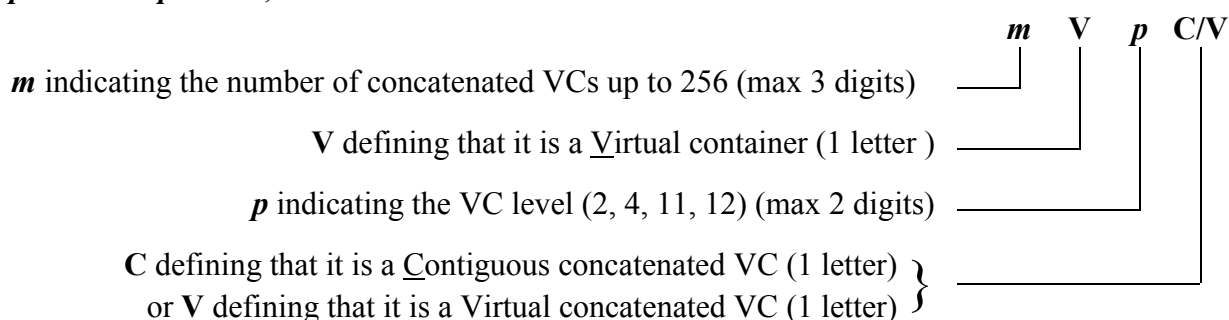 m V p C/V
m indicating the number of concatenated VCs up to 256 (max 3 digits)
V defining that it is a Virtual container (1 letter )
p indicating the VC level (2, 4, 11, 12) (max 2 digits)
C defining that it is a Contiguous concatenated VC (1 letter)
or V defining that it is a Virtual concatenated VC (1 letter)